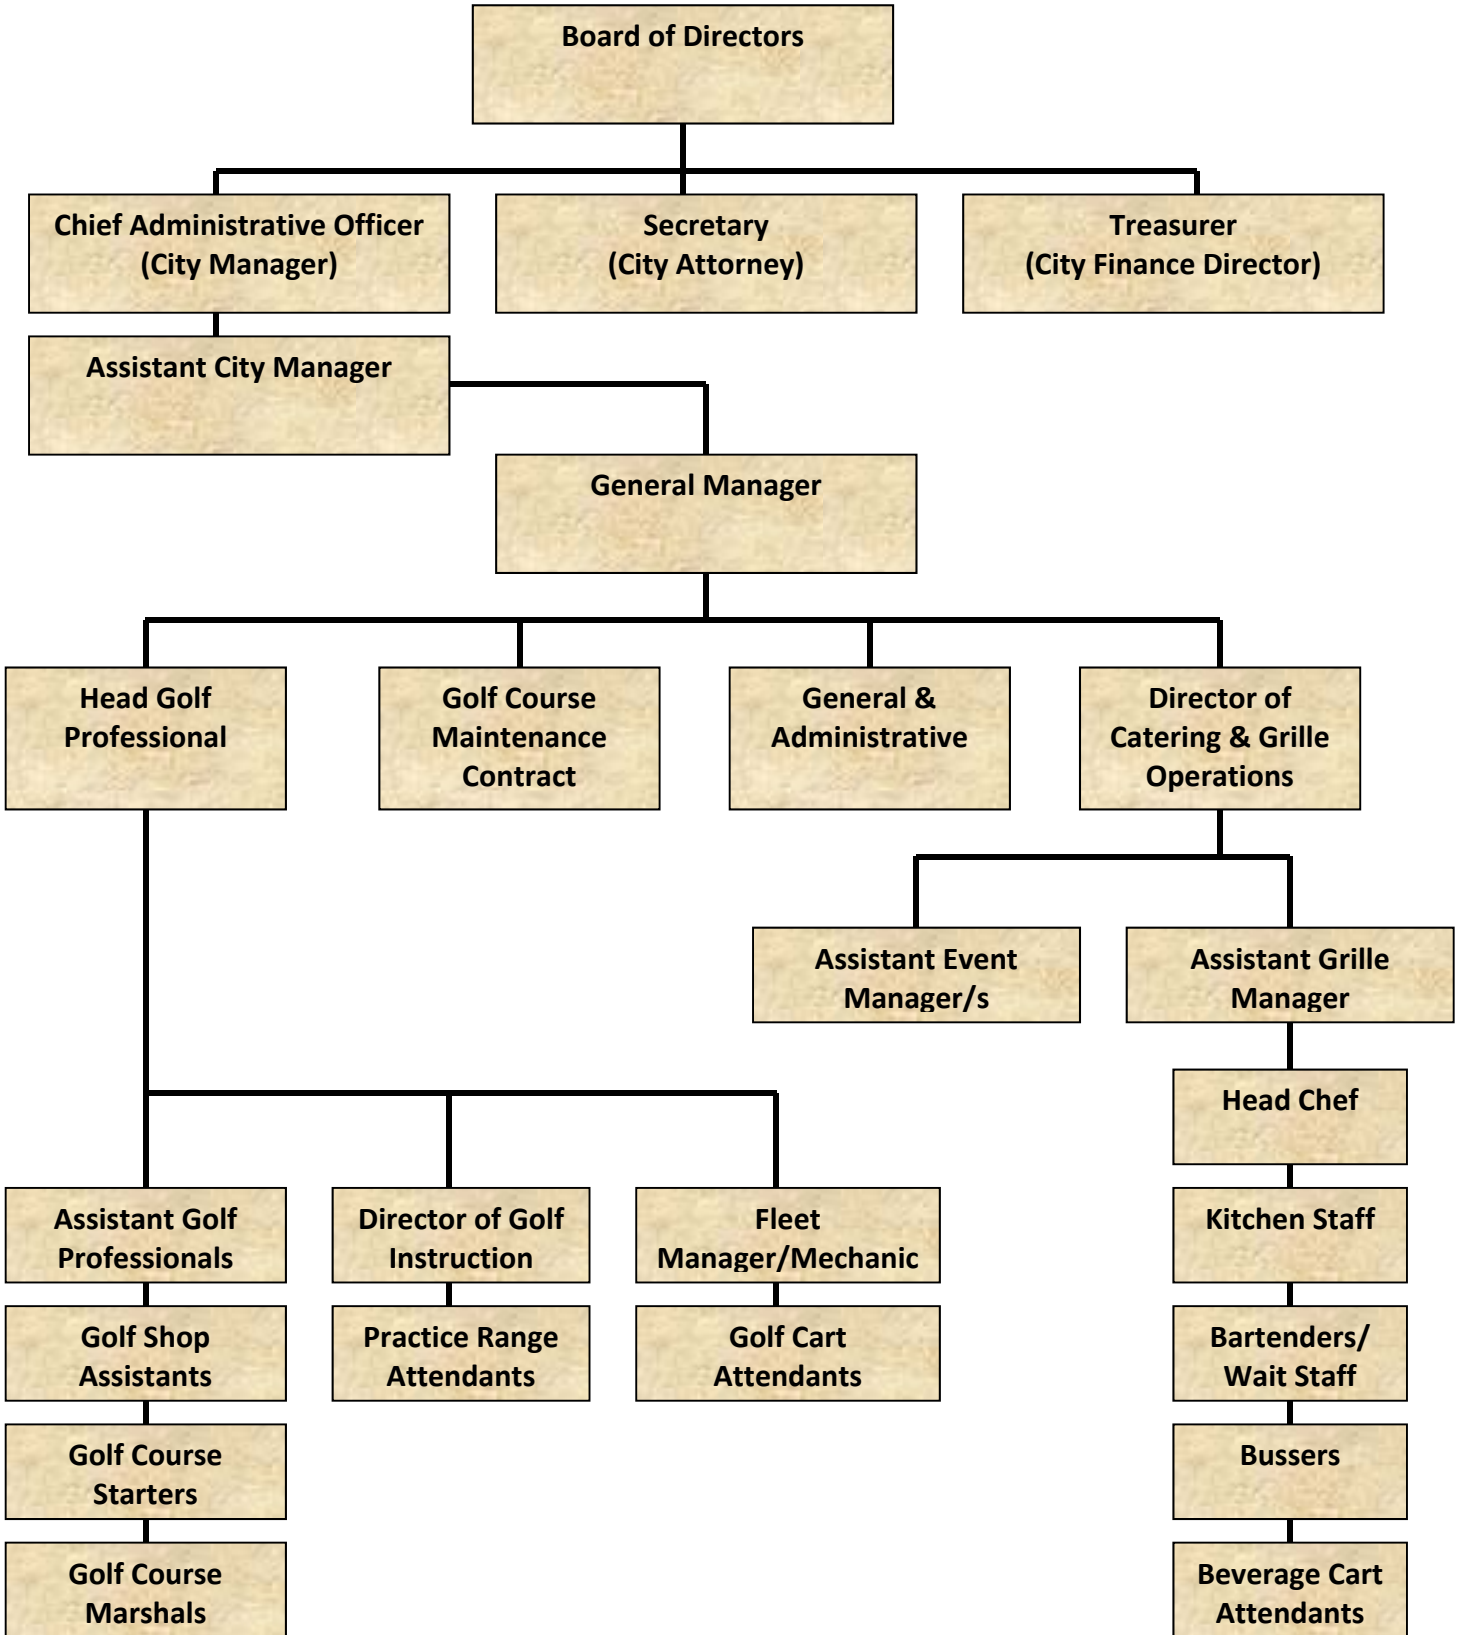 Board of Directors
Chief Administrative Officer
(City Manager)
Secretary
(City Attorney)
Treasurer
(City Finance Director)
Assistant City Manager
General Manager
Head Golf
Professional
Golf Course
Maintenance
Contract
General &
Administrative
Director of
Catering & Grille
Operations
Assistant Event
Manager/s
Assistant Grille
Manager
Head Chef
Assistant Golf
Professionals
Director of Golf
Instruction
Fleet
Manager/Mechanic
Kitchen Staff
Golf Shop
Assistants
Practice Range
Attendants
Golf Cart
Attendants
Bartenders/
Wait Staff
Golf Course
Starters
Bussers
Golf Course
Marshals
Beverage Cart
Attendants